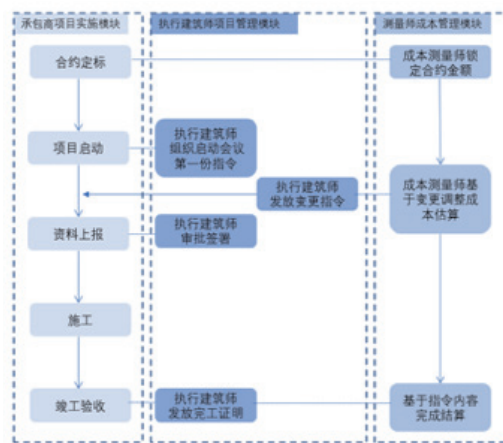 承包商项目实施模块
执行建筑师项目管理模块
测量师成本管理模块
合约定标
成本测量师锁
定合约金额
项目启动
执行建筑师
组织启动会议
第一份指令
执行建筑师
发放变更指令
成本测量师基
于变更调整成
本估算
资料上报
执行建筑师
审批签署
施工
竣工验收
执行建筑师
发放完工证明
基于指令内容
完成结算